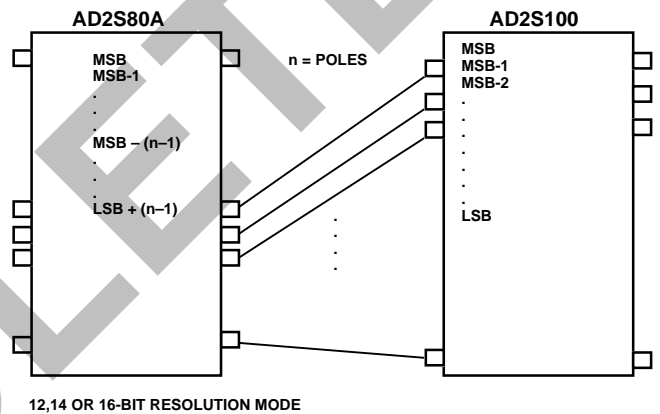 AD2S80A
MSB
MSB-1
.
.
.
MSB – (n–1)
.
.
.
LSB + (n–1)
n = POLES
.
.
.
.
AD2S100
MSB
MSB-1
MSB-2
.
.
.
.
.
.
.
LSB
12,14 OR 16-BIT RESOLUTION MODE